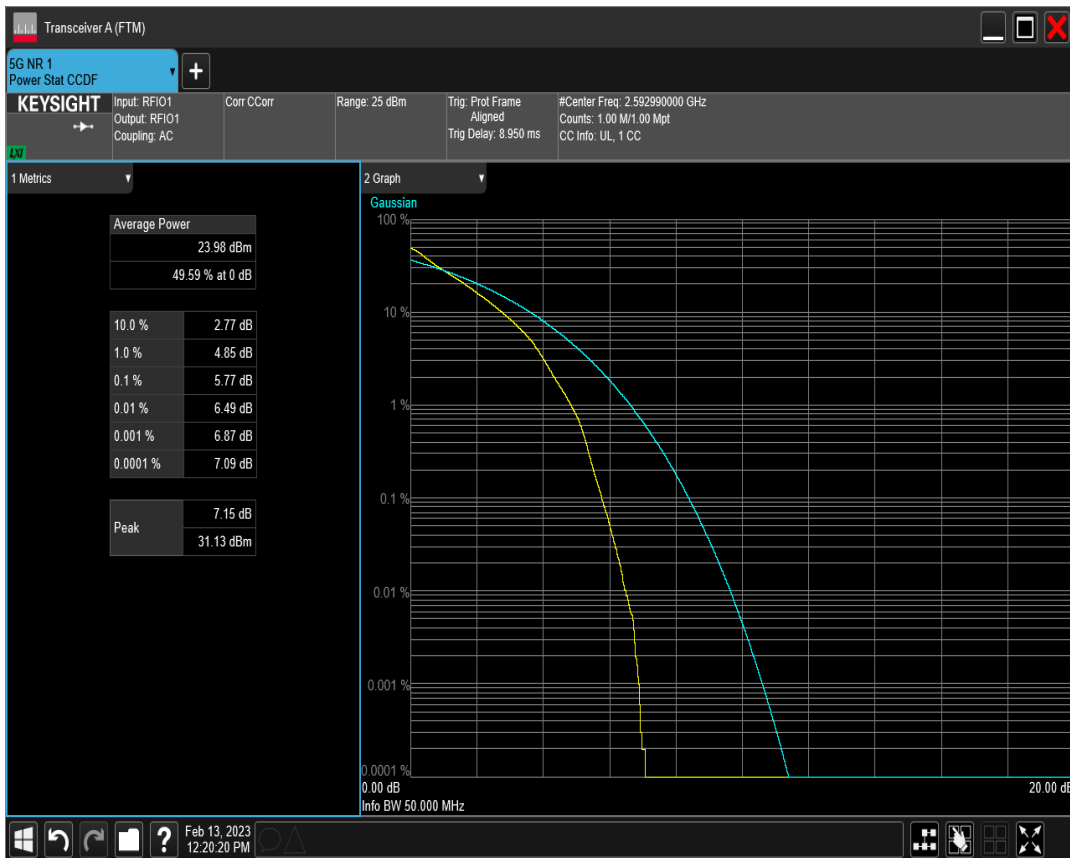 Transceiver A (FTM)
5G NR 1
Power Stat CCDF
+
KEYSIGHT
LXI
Input: RFIO1
Output: RFIO1
Coupling: AC
Corr CCorr
Range: 25 dBm
Trig: Prot Frame
Aligned
Trig Delay: 8.950 ms
#Center Freq: 2.592990000 GHz
Counts: 1.00 M/1.00 Mpt
CC Info: UL, 1 CC
1 Metrics
Average Power
23.98 dBm
49.59 % at 0 dB
10.0 % 2.77 dB
1.0 % 4.85 dB
0.1 % 5.77 dB
0.01 % 6.49 dB
0.001 % 6.87 dB
0.0001 % 7.09 dB
Peak
7.15 dB
31.13 dBm
2 Graph
Gaussian
100 %
10 %
1 %
0.1 %
0.01 %
0.001 %
0.0001 %
0.00 dB 20.00 dB
Info BW 50.000 MHz
?
Feb 13, 2023
12:20:20 PM